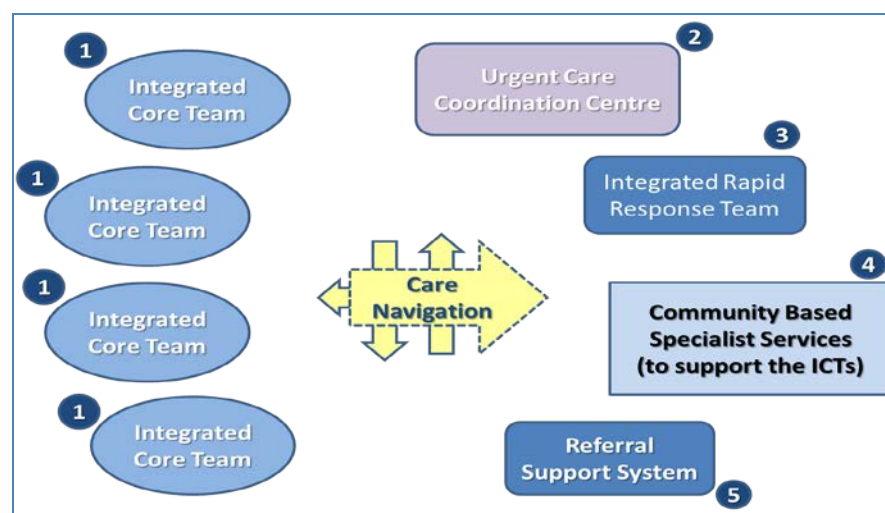 1
Integrated
Core Team
1
Integrated
Core Team
1
Integrated
Core Team
1
Integrated
Core Team
Care
Navigation
2
Urgent Care
Coordination Centre
3
Integrated Rapid
Response Team
4
Community Based
Specialist Services
(to support the ICTs)
Referral
Support System
5